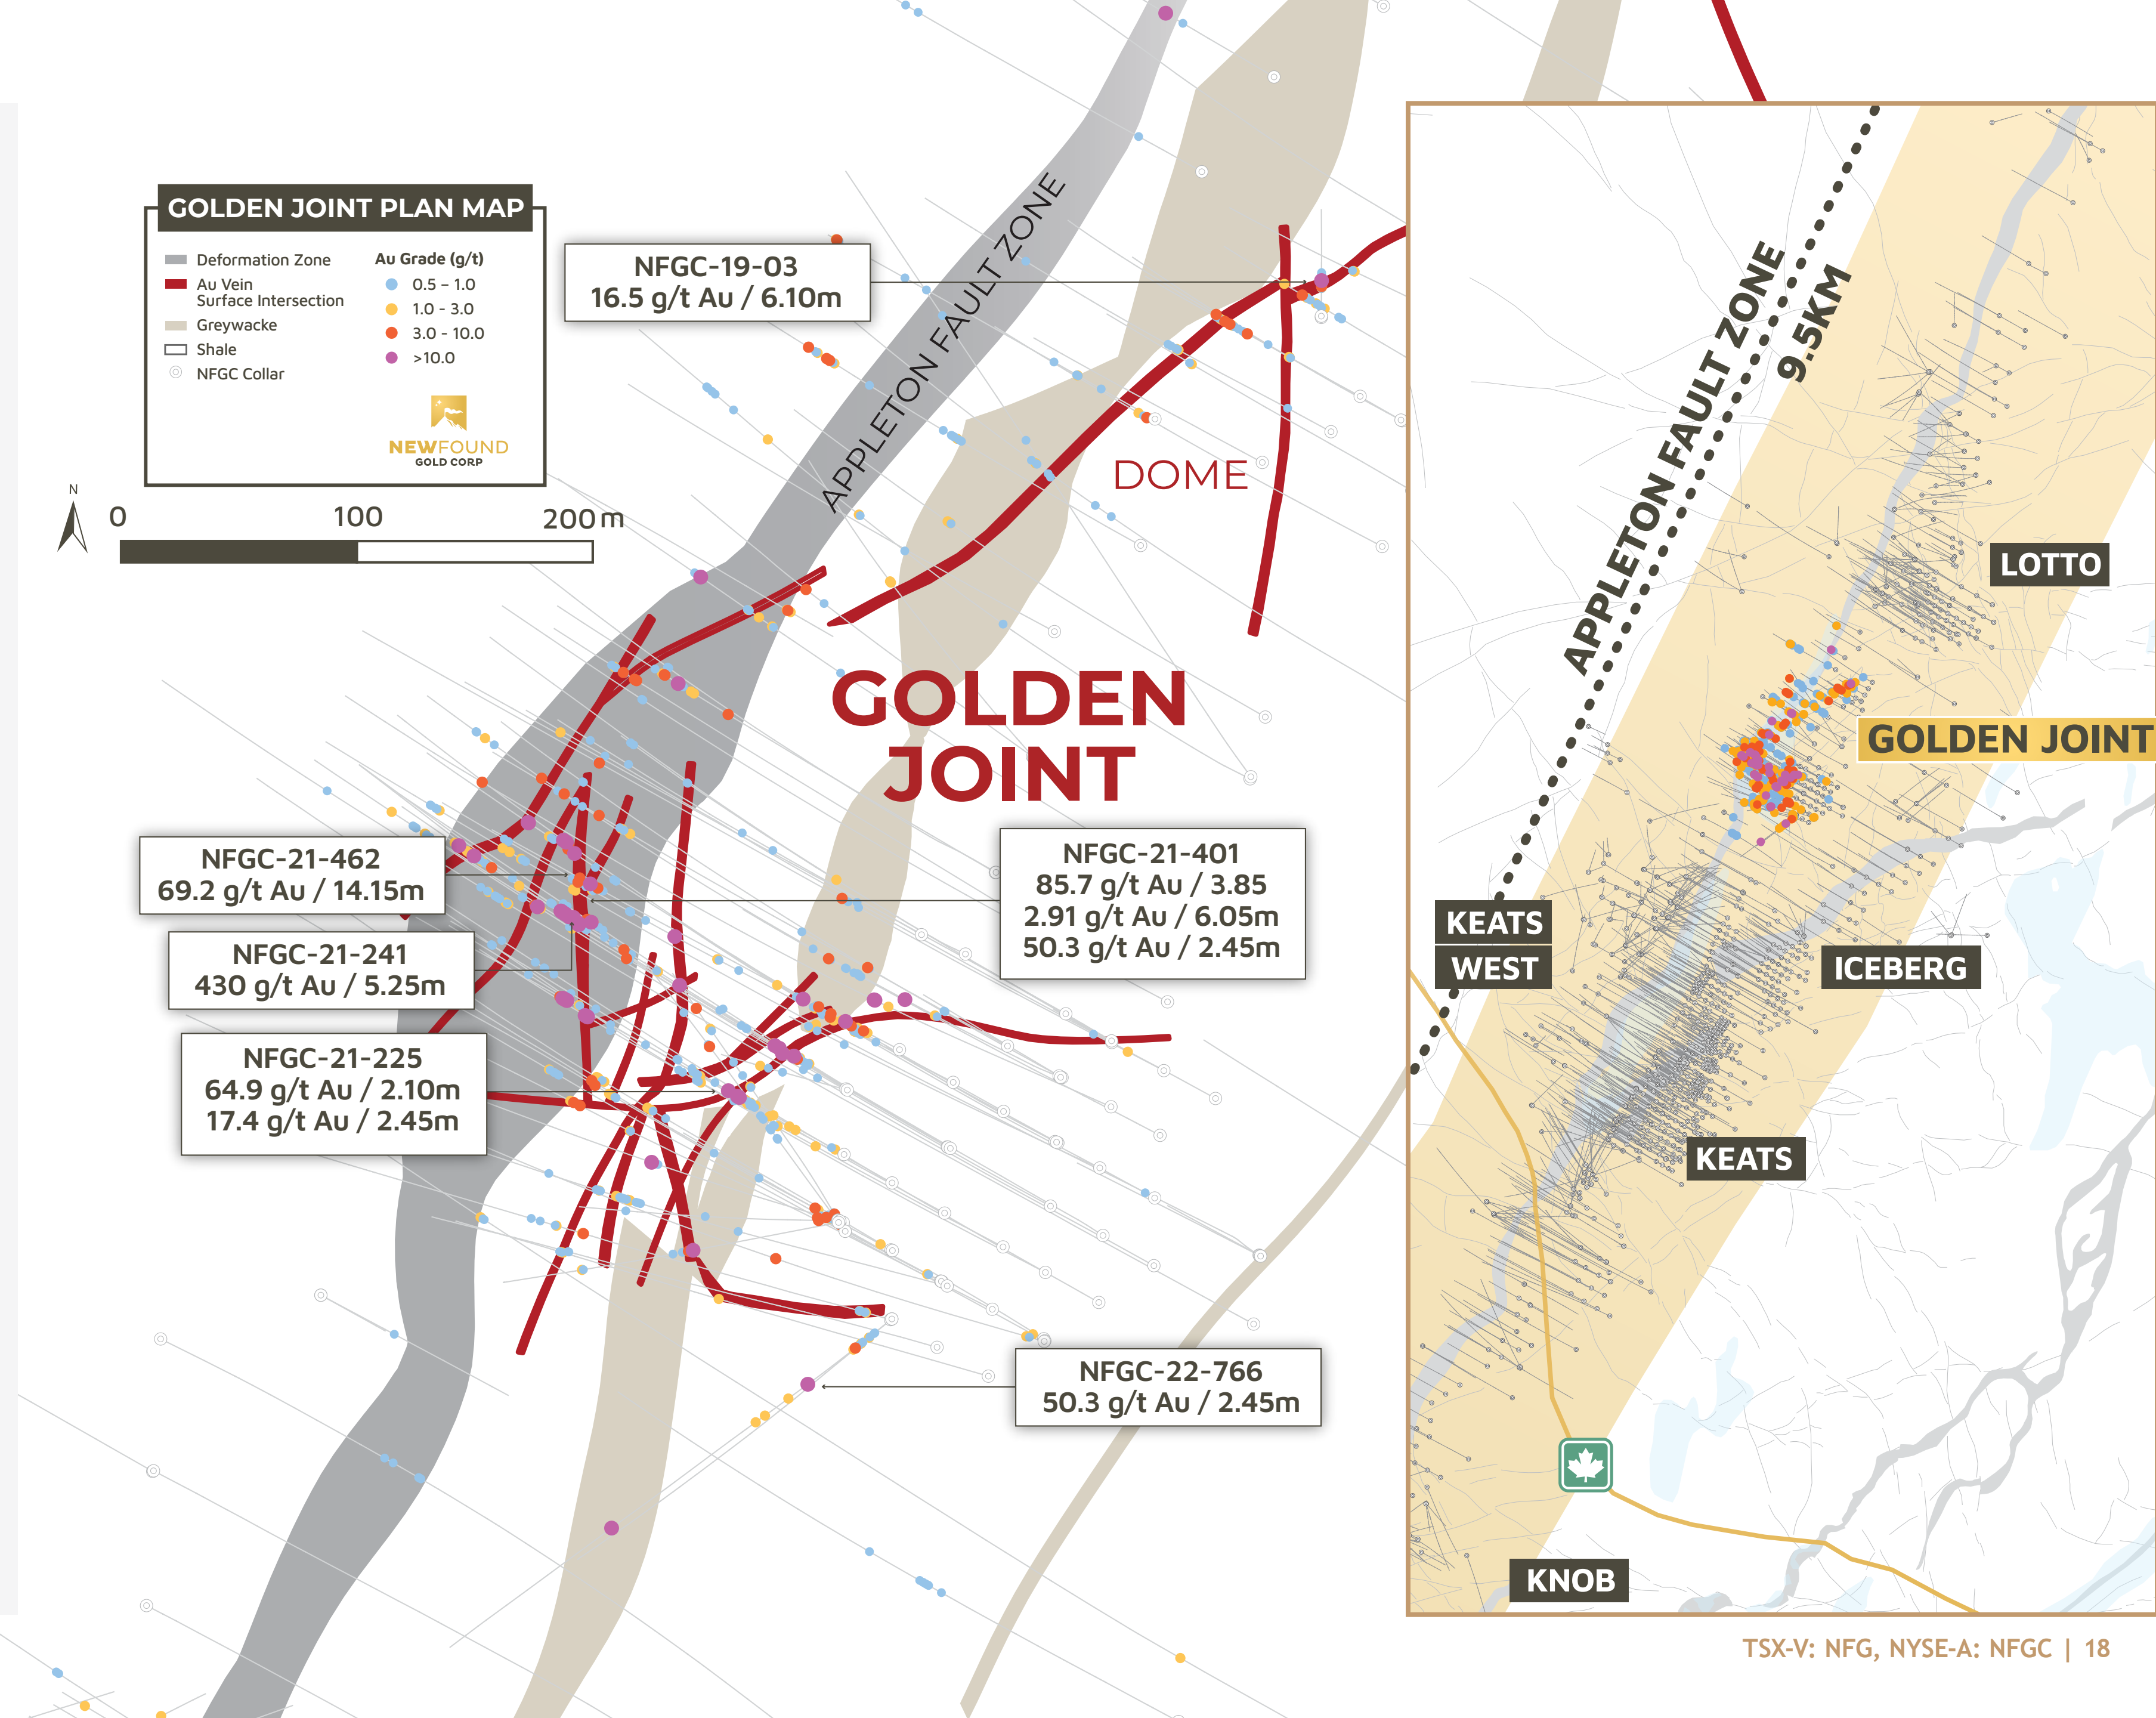 GOLDEN JOINT PLAN MAP
Deformation Zone
Au Vein
Surface Intersection
Greywacke
Shale
NFGC Collar
Au Grade (g/t)
0.5 – 1.0
1.0 - 3.0
3.0 - 10.0
>10.0
NEWFOUND
GOLD CORP
N
0 100 200 m
NFGC-19-03
16.5 g/t Au / 6.10m
APPLETON FAULT ZONE
DOME
GOLDEN
JOINT
NFGC-21-462
69.2 g/t Au / 14.15m
NFGC-21-241
430 g/t Au / 5.25m
NFGC-21-225
64.9 g/t Au / 2.10m
17.4 g/t Au / 2.45m
NFGC-21-401
85.7 g/t Au / 3.85
2.91 g/t Au / 6.05m
50.3 g/t Au / 2.45m
NFGC-22-766
50.3 g/t Au / 2.45m
APPLETON FAULT ZONE
9.5KM
LOTTO
GOLDEN JOINT
KEATS
WEST
ICEBERG
KEATS
KNOB
TSX-V: NFG, NYSE-A: NFGC | 18